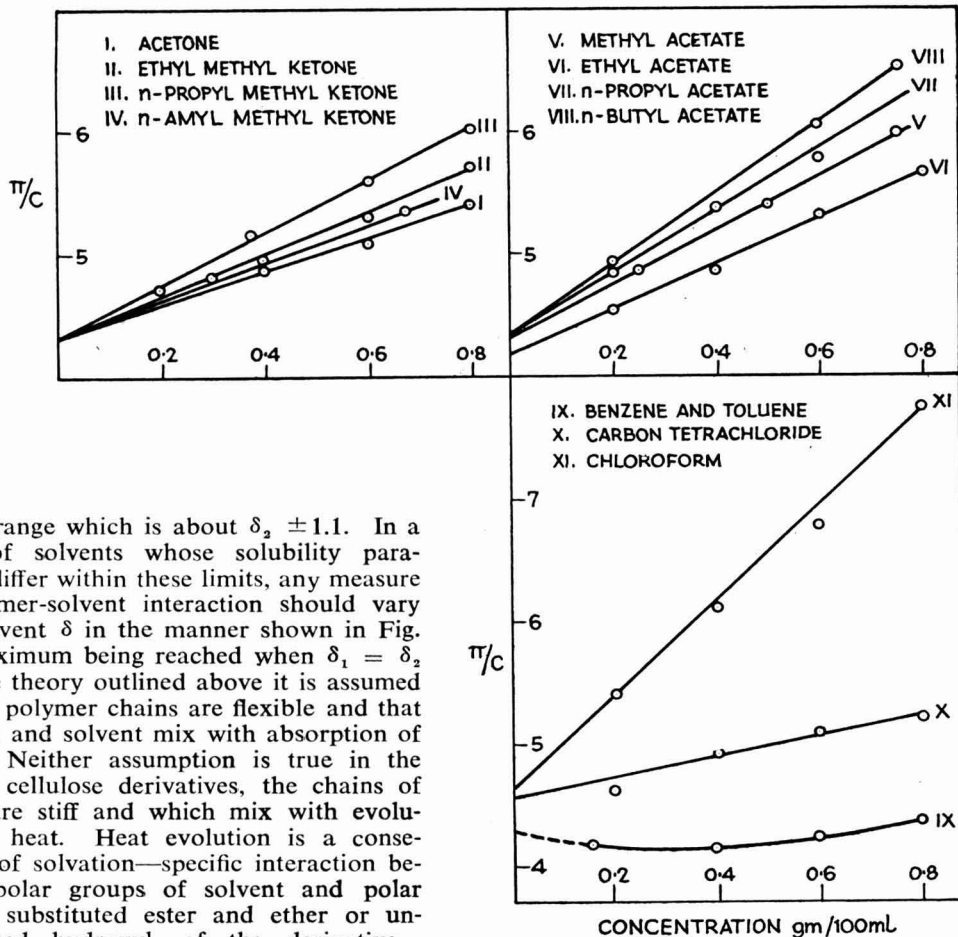 I. ACETONE
II. ETHYL METHYL KETONE
III. n-PROPYL METHYL KETONE
IV. n-AMYL METHYL KETONE
6
5
π/C
III
II
IV
I
0·2 0·4 0·6 0·8
V. METHYL ACETATE
VI. ETHYL ACETATE
VII. n-PROPYL ACETATE
VIII. n-BUTYL ACETATE
6
5
VIII
VII
V
VI
0·2 0·4 0·6 0·8
IX. BENZENE AND TOLUENE
X. CARBON TETRACHLORIDE
XI. CHLOROFORM
7
6
π/C
5
4
XI
X
IX
0·2 0·4 0·6 0·8
CONCENTRATION gm/100mL
range which is about δ₂ ±1.1. In a
of solvents whose solubility para-
differ within these limits, any measure
mer-solvent interaction should vary
vent δ in the manner shown in Fig.
aximum being reached when δ₁ = δ₂
e theory outlined above it is assumed
polymer chains are flexible and that
and solvent mix with absorption of
Neither assumption is true in the
cellulose derivatives, the chains of
are stiff and which mix with evolu-
heat. Heat evolution is a conse-
of solvation—specific interaction be-
polar groups of solvent and polar
substituted ester and ether or un-